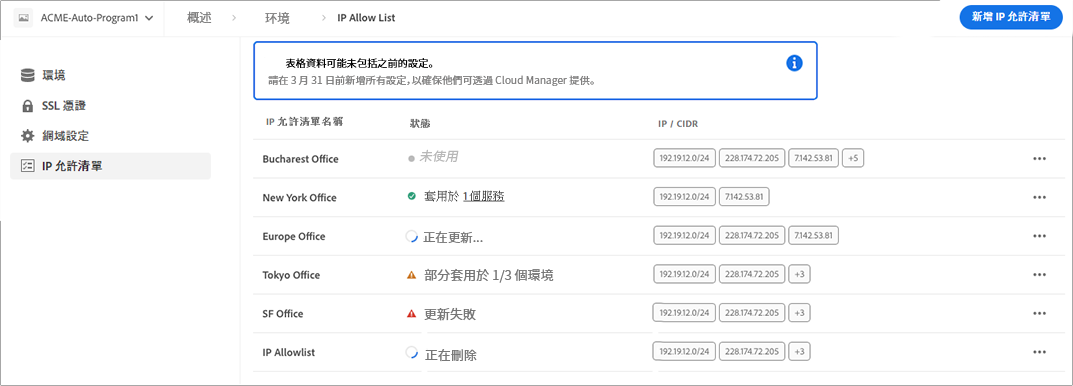 ACME-Auto-Program1 概述 环境 IP Allow List 新增 IP 允許清單
表格資料可能未包括之前的設定。
請在 3 月 31 日前新增所有設定，以確保他們可透過 Cloud Manager 提供。
環境
SSL 憑證
網域設定
IP 允許清單
IP 允許清單名稱 狀態 IP / CIDR
Bucharest Office 未使用 192.19.12.0/24 228.174.72.205 7.142.53.81 +5
New York Office 套用於 1個服務 192.19.12.0/24 7.142.53.81
Europe Office 正在更新... 192.19.12.0/24 228.174.72.205 7.142.53.81
Tokyo Office 部分套用於 1/3 個環境 192.19.12.0/24 228.174.72.205 +3
SF Office 更新失敗 192.19.12.0/24 228.174.72.205 +3
IP Allowlist 正在刪除 192.19.12.0/24 228.174.72.205 +3